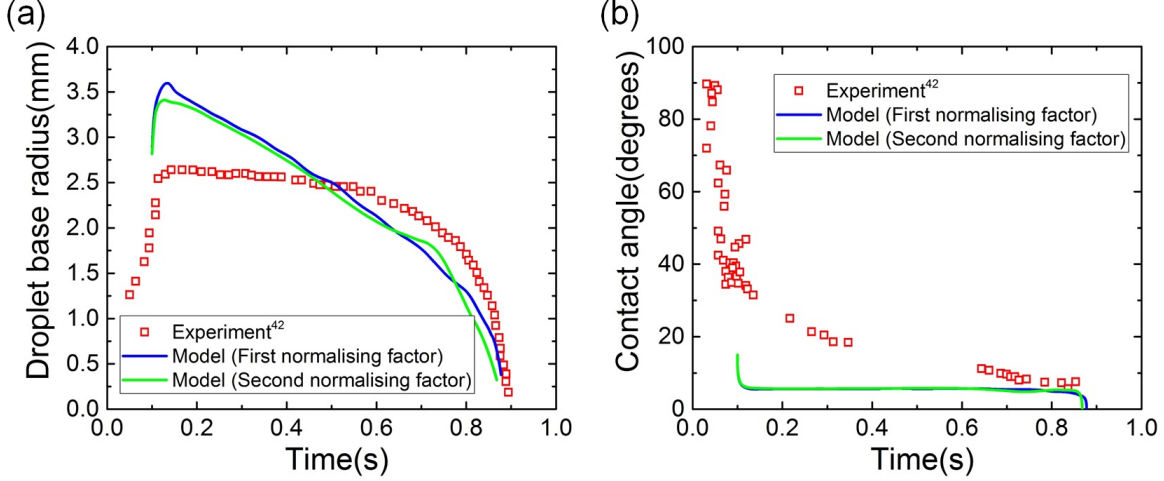 (a)
Droplet base radius(mm)
4.0
3.5
3.0
2.5
2.0
1.5
1.0
0.5
0.0
Experiment42
Model (First normalising factor)
Model (Second normalising factor)
0.0 0.2 0.4 0.6 0.8 1.0
Time(s)
(b)
Contact angle(degrees)
100
80
60
40
20
0
Experiment42
Model (First normalising factor)
Model (Second normalising factor)
0.0 0.2 0.4 0.6 0.8 1.0
Time(s)